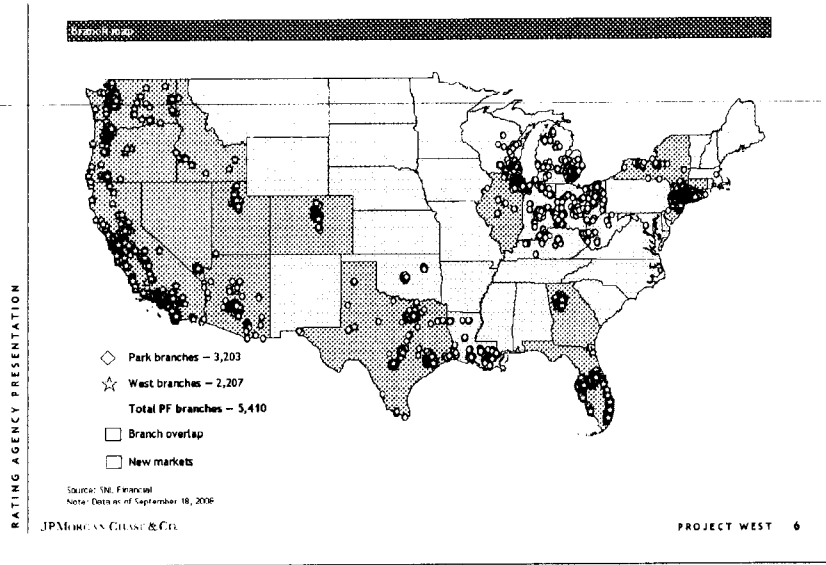 Branch map
Park branches – 3,203
West branches – 2,207
Total PF branches – 5,410
Branch overlap
New markets
Source: SNL Financial
Note: Data as of September 18, 2008
JPMORGAN CHASE & CO.
PROJECT WEST 6
RATING AGENCY PRESENTATION